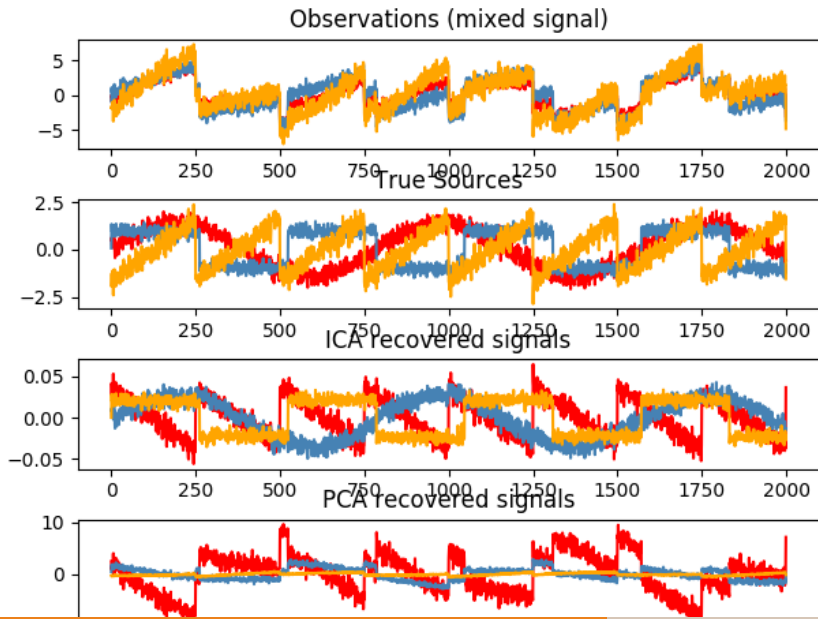 Observations (mixed signal)
5
0
−5
0 250 500 750 1000 1250 1500 1750 2000
True Sources
2.5
0.0
−2.5
0 250 500 750 1000 1250 1500 1750 2000
ICA recovered signals
0.05
0.00
−0.05
0 250 500 750 1000 1250 1500 1750 2000
PCA recovered signals
10
0